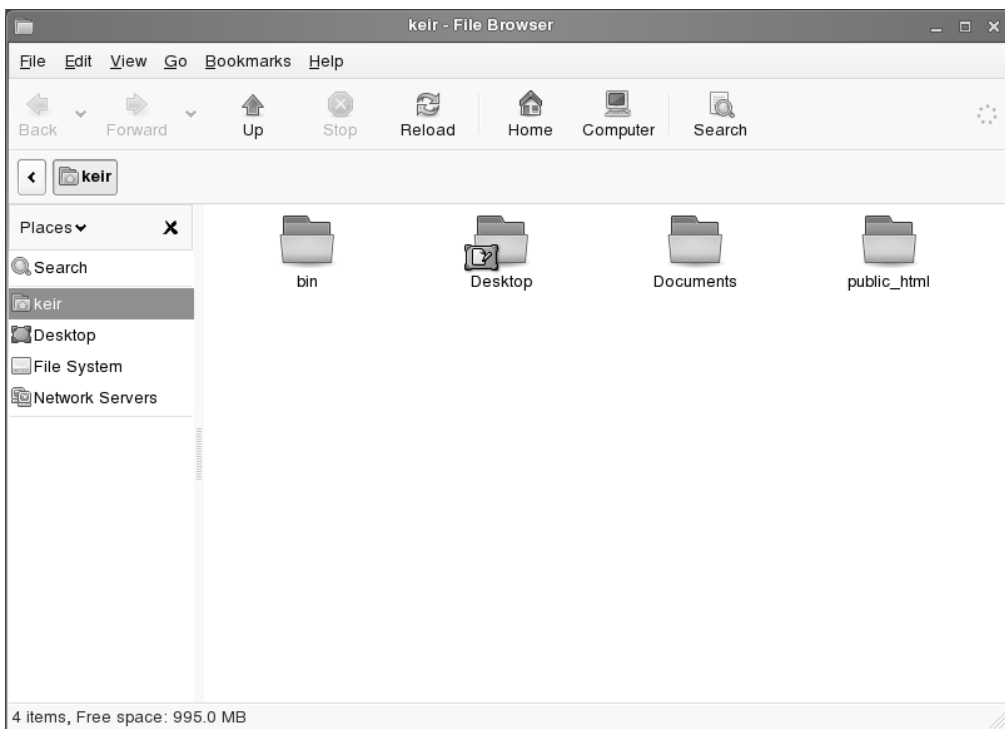 keir - File Browser
File Edit View Go Bookmarks Help
Back Forward Up Stop Reload Home Computer Search
keir
Places
Search
keir
Desktop
File System
Network Servers
bin Desktop Documents public_html
4 items, Free space: 995.0 MB